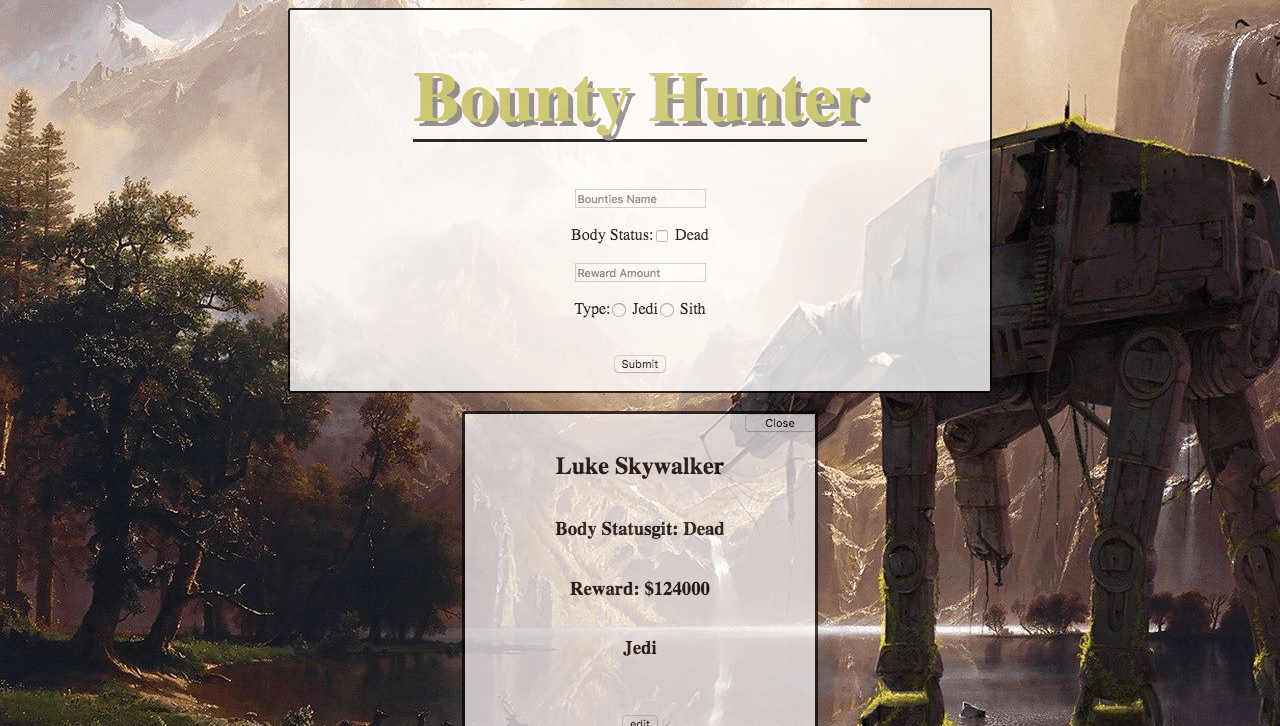 Bounty Hunter
Bounties Name
Body Status: Dead
Reward Amount
Type: Jedi Sith
Submit
Close
Luke Skywalker
Body Statusgit: Dead
Reward: $124000
Jedi
edit